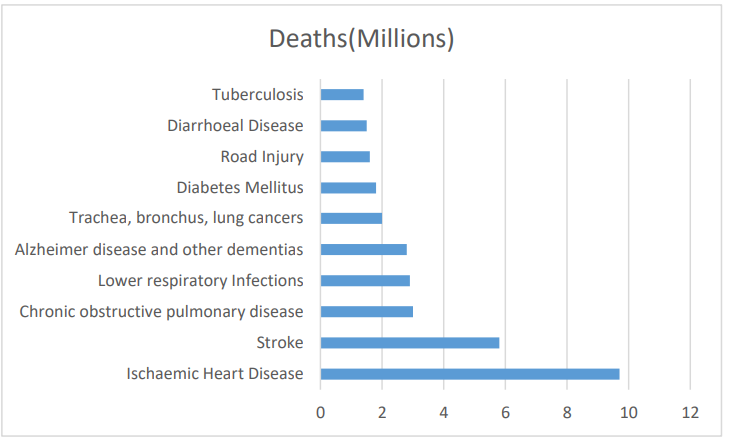 Deaths(Millions)
Tuberculosis
Diarrhoeal Disease
Road Injury
Diabetes Mellitus
Trachea, bronchus, lung cancers
Alzheimer disease and other dementias
Lower respiratory Infections
Chronic obstructive pulmonary disease
Stroke
Ischaemic Heart Disease
0 2 4 6 8 10 12